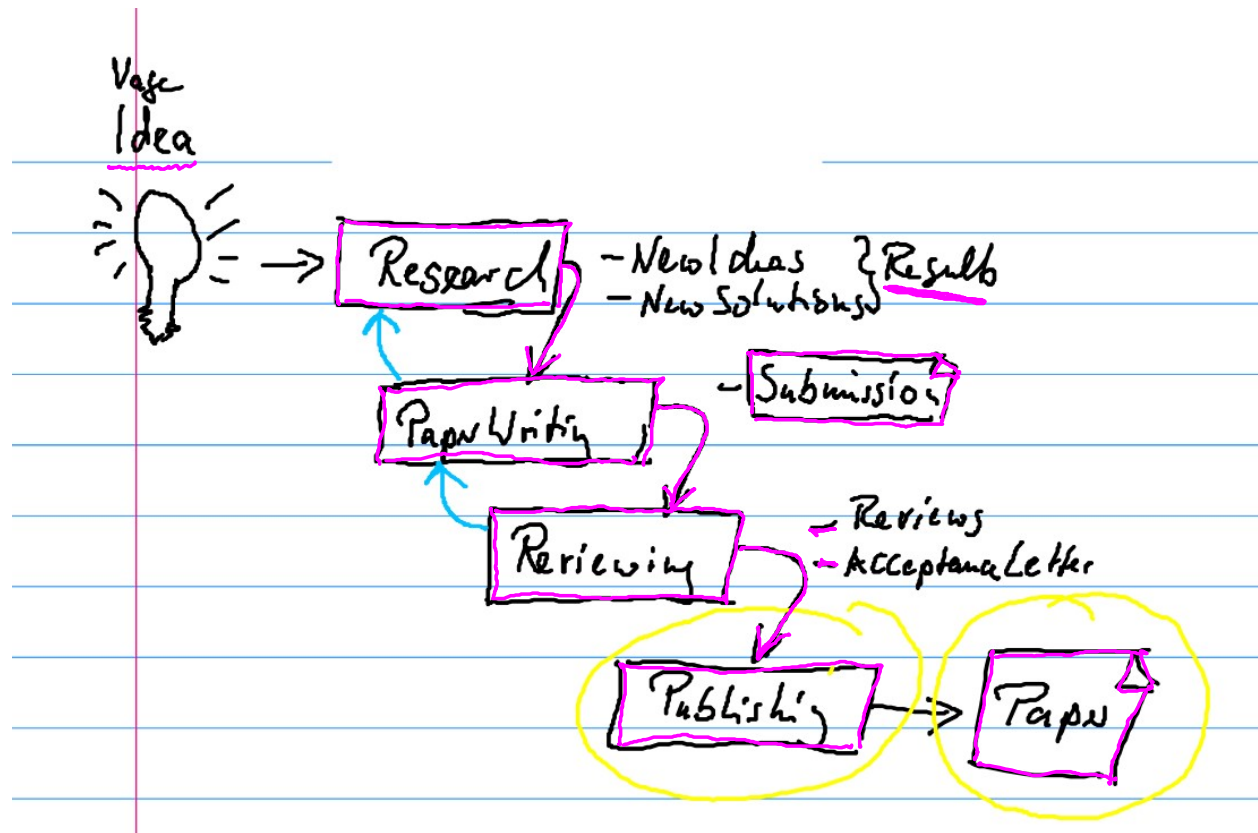 Vage
Idea
Research
- New Ideas } Results
- New Solutions
Paper Writing
- Submission
Reviewing
- Reviews
- Acceptance Letter
Publishing
Paper